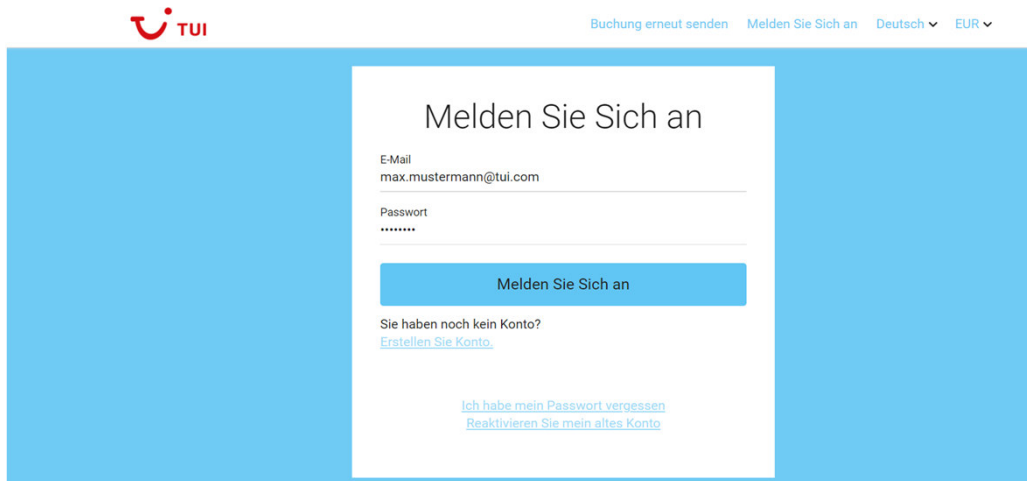 TUI
Buchung erneut senden Melden Sie Sich an Deutsch EUR
Melden Sie Sich an
E-Mail
max.mustermann@tui.com
Passwort
••••••••
Melden Sie Sich an
Sie haben noch kein Konto?
Erstellen Sie Konto.
Ich habe mein Passwort vergessen
Reaktivieren Sie mein altes Konto